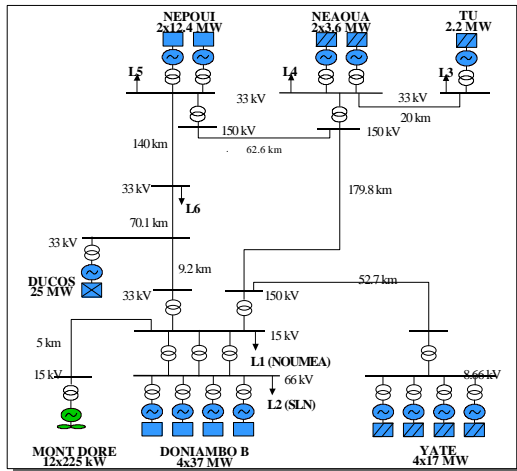 NEPOUI
2x12.4 MW
NEAOUA
2x3.6 MW
TU
2.2 MW
L5
L4
L3
33 kV
33 kV
20 km
150 kV
150 kV
62.6 km
140 km
179.8 km
33 kV
L6
70.1 km
33 kV
DUCOS
25 MW
9.2 km
52.7 km
33 kV
150 kV
5 km
15 kV
L1 (NOUMEA)
15 kV
66 kV
8.66 kV
L2 (SLN)
MONT DORE
12x225 kW
DONIAMBO B
4x37 MW
YATE
4x17 MW